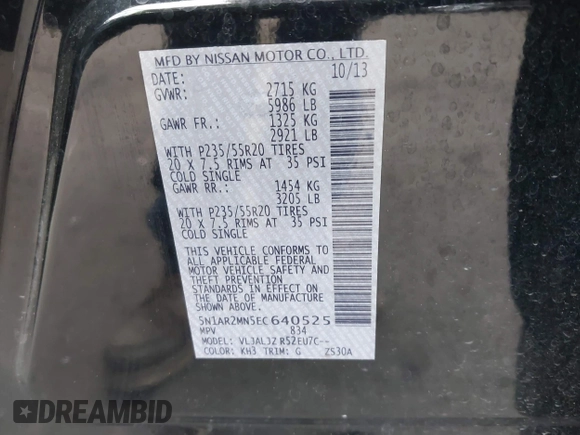 MFD BY NISSAN MOTOR CO., LTD.
DATE: 10/13
GVWR: 2715 KG
5986 LB
GAWR FR.: 1325 KG
2921 LB
WITH P235/55R20 TIRES
20 X 7.5 RIMS AT 35 PSI
COLD SINGLE
GAWR RR.: 1454 KG
3205 LB
WITH P235/55R20 TIRES
20 X 7.5 RIMS AT 35 PSI
COLD SINGLE
THIS VEHICLE CONFORMS TO
ALL APPLICABLE FEDERAL
MOTOR VEHICLE SAFETY AND
THEFT PREVENTION
STANDARDS IN EFFECT ON
THE DATE OF MANUFACTURE
SHOWN ABOVE.
5N1AR2MN5EC640525
MPV 834
MODEL: VL3ALJZ R52EU7C--
COLOR: KH3 TRIM: G ZS30A
DREAMBID